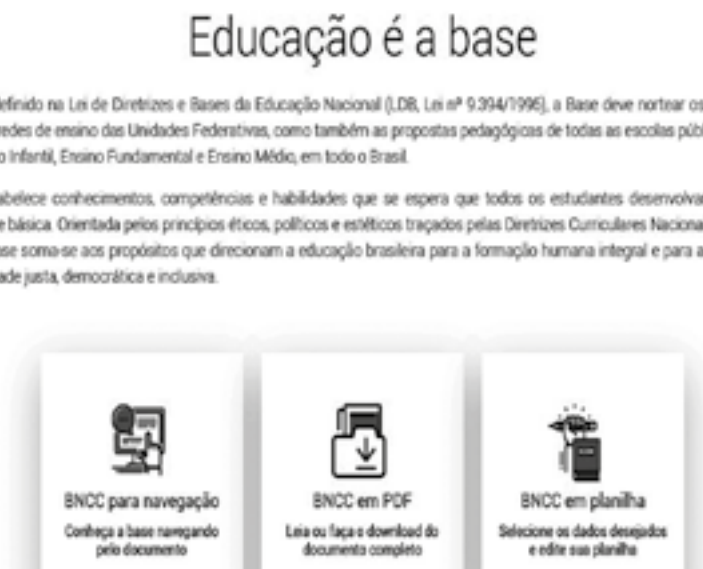 Educação é a base
definido na Lei de Diretrizes e Bases da Educação Nacional (LDB, Lei nº 9.394/1996), a Base deve nortear os
redes de ensino das Unidades Federativas, como também as propostas pedagógicas de todas as escolas públ
o Infantil, Ensino Fundamental e Ensino Médio, em todo o Brasil.
abelece conhecimentos, competências e habilidades que se espera que todos os estudantes desenvolva
e básica. Orientada pelos princípios éticos, políticos e estéticos traçados pelas Diretrizes Curriculares Naciona
ase soma-se aos propósitos que direcionam a educação brasileira para a formação humana integral e para a
ade justa, democrática e inclusiva.
BNCC para navegação
Conheça a base navegando
pelo documento
BNCC em PDF
Leia ou faça o download do
documento completo
BNCC em planilha
Selecione os dados desejados
e edite sua planilha